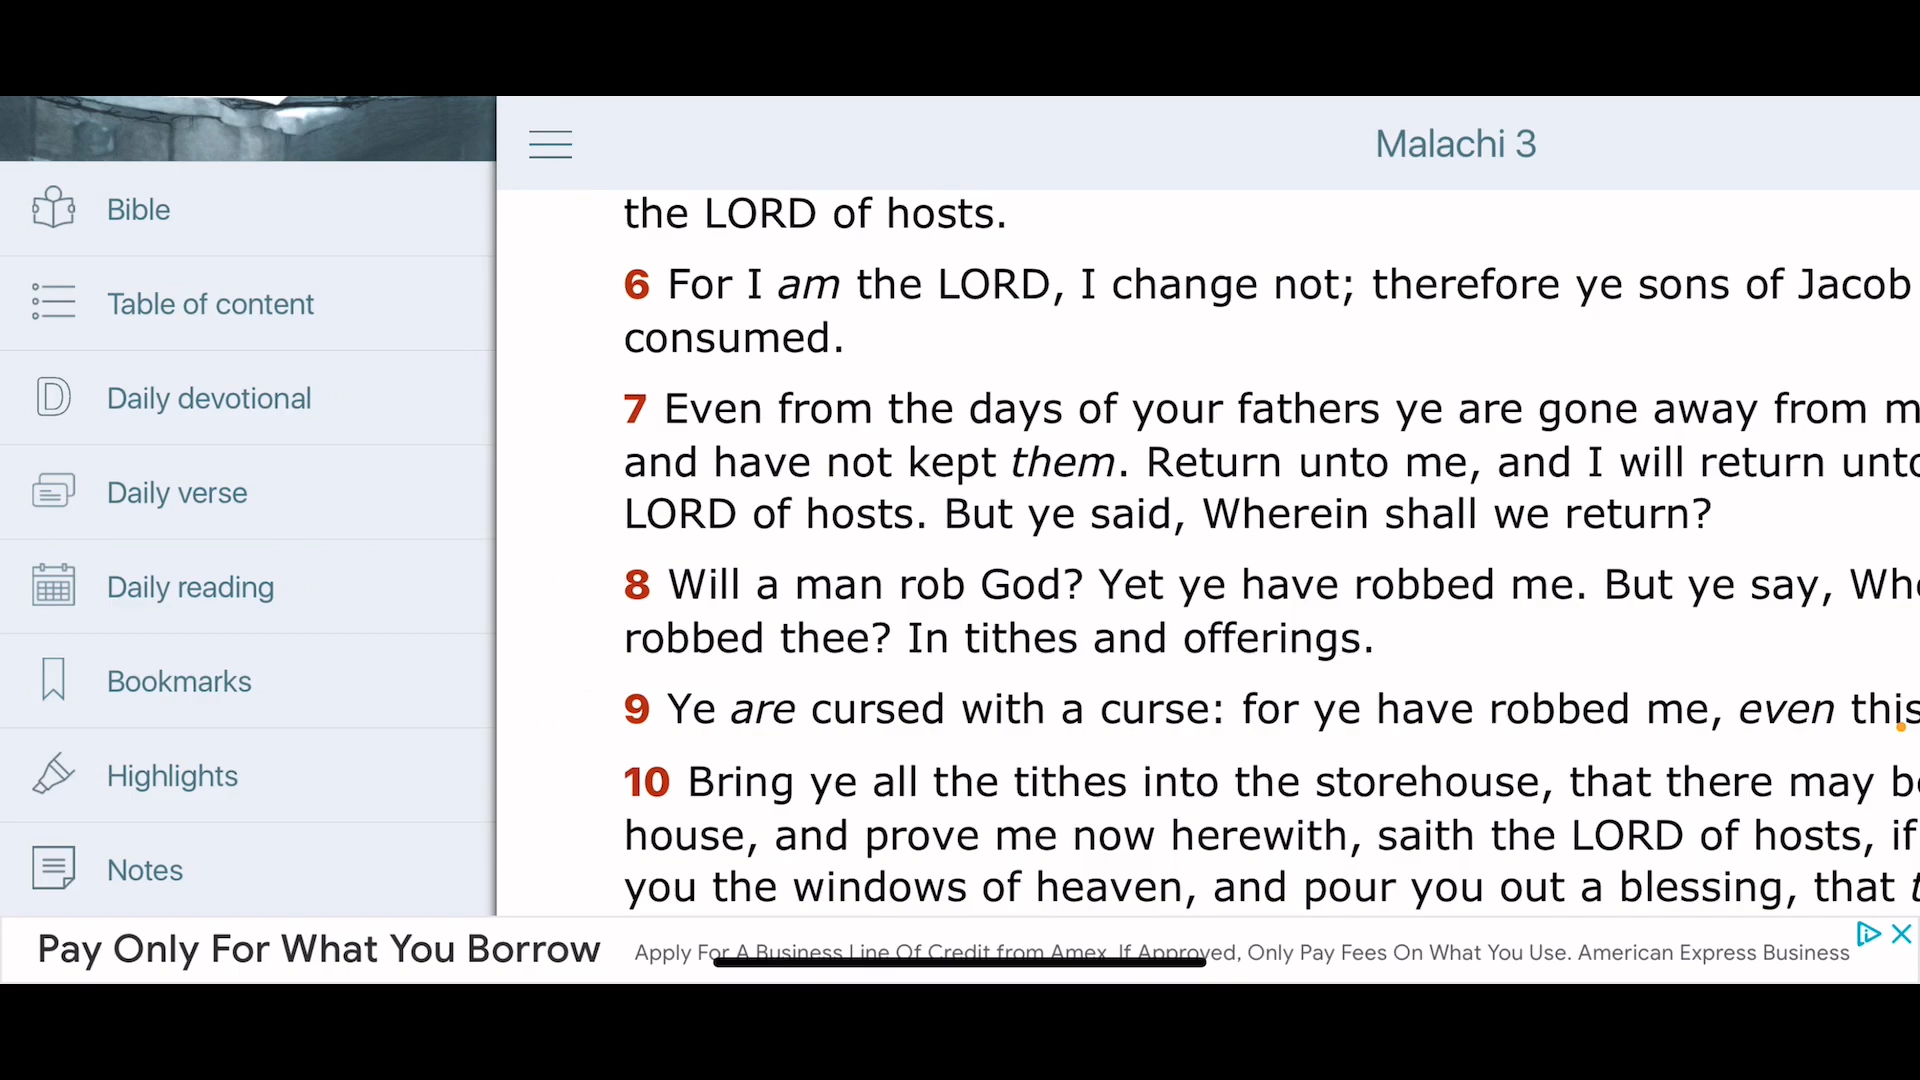 Malachi 3
Bible
Table of content
Daily devotional
Daily verse
Daily reading
Bookmarks
Highlights
Notes
the LORD of hosts.
6 For I am the LORD, I change not; therefore ye sons of Jacob
consumed.
7 Even from the days of your fathers ye are gone away from m
and have not kept them. Return unto me, and I will return unto
LORD of hosts. But ye said, Wherein shall we return?
8 Will a man rob God? Yet ye have robbed me. But ye say, Whe
robbed thee? In tithes and offerings.
9 Ye are cursed with a curse: for ye have robbed me, even this
10 Bring ye all the tithes into the storehouse, that there may be
house, and prove me now herewith, saith the LORD of hosts, if
you the windows of heaven, and pour you out a blessing, that t
Pay Only For What You Borrow
Apply For A Business Line Of Credit from Amex. If Approved, Only Pay Fees On What You Use. American Express Business